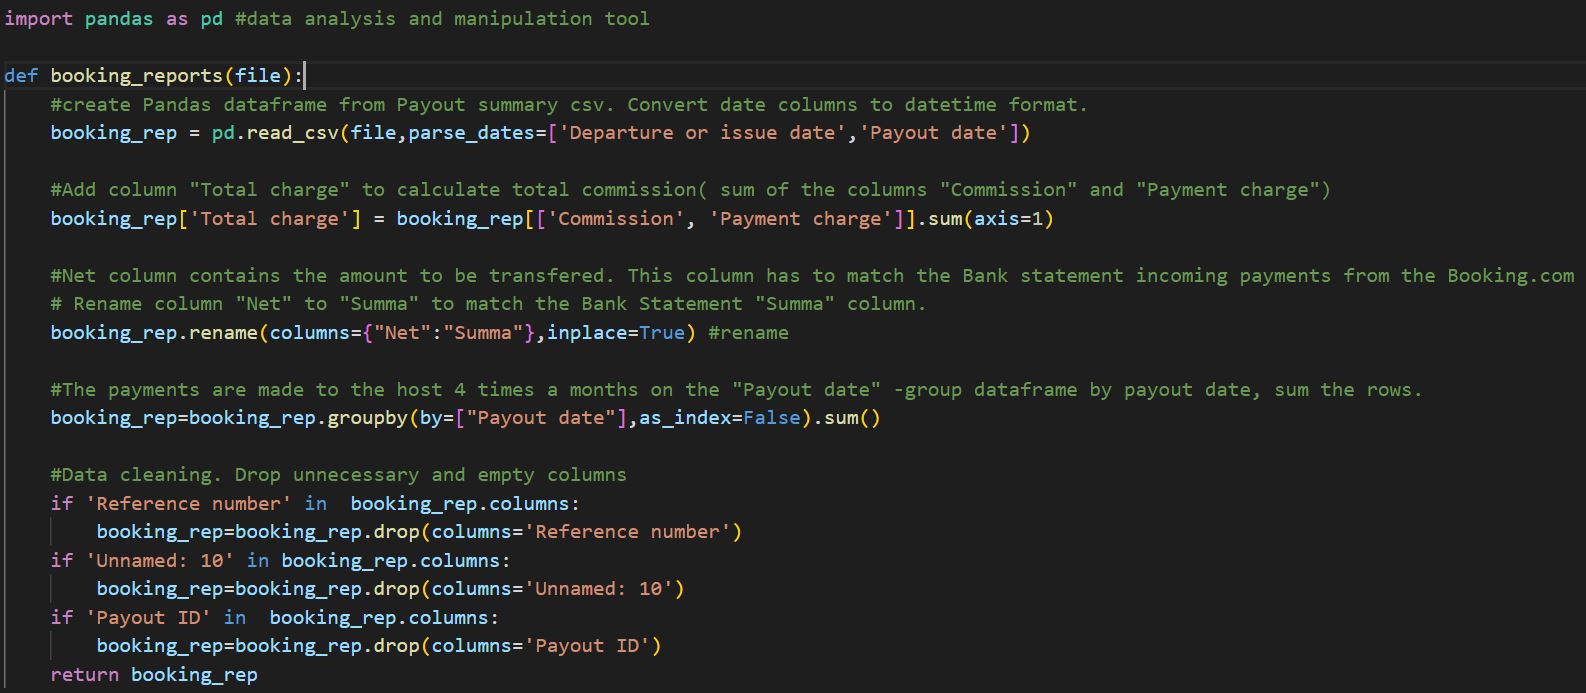 import pandas as pd #data analysis and manipulation tool

def booking_reports(file):
    #create Pandas dataframe from Payout summary csv. Convert date columns to datetime format.
    booking_rep = pd.read_csv(file,parse_dates=['Departure or issue date','Payout date'])

    #Add column "Total charge" to calculate total commission( sum of the columns "Commission" and "Payment charge")
    booking_rep['Total charge'] = booking_rep[['Commission', 'Payment charge']].sum(axis=1)

    #Net column contains the amount to be transfered. This column has to match the Bank statement incoming payments from the Booking.com
    # Rename column "Net" to "Summa" to match the Bank Statement "Summa" column.
    booking_rep.rename(columns={"Net":"Summa"},inplace=True) #rename

    #The payments are made to the host 4 times a months on the "Payout date" -group dataframe by payout date, sum the rows.
    booking_rep=booking_rep.groupby(by=["Payout date"],as_index=False).sum()

    #Data cleaning. Drop unnecessary and empty columns
    if 'Reference number' in  booking_rep.columns:
        booking_rep=booking_rep.drop(columns='Reference number')
    if 'Unnamed: 10' in booking_rep.columns:
        booking_rep=booking_rep.drop(columns='Unnamed: 10')
    if 'Payout ID' in  booking_rep.columns:
        booking_rep=booking_rep.drop(columns='Payout ID')
    return booking_rep